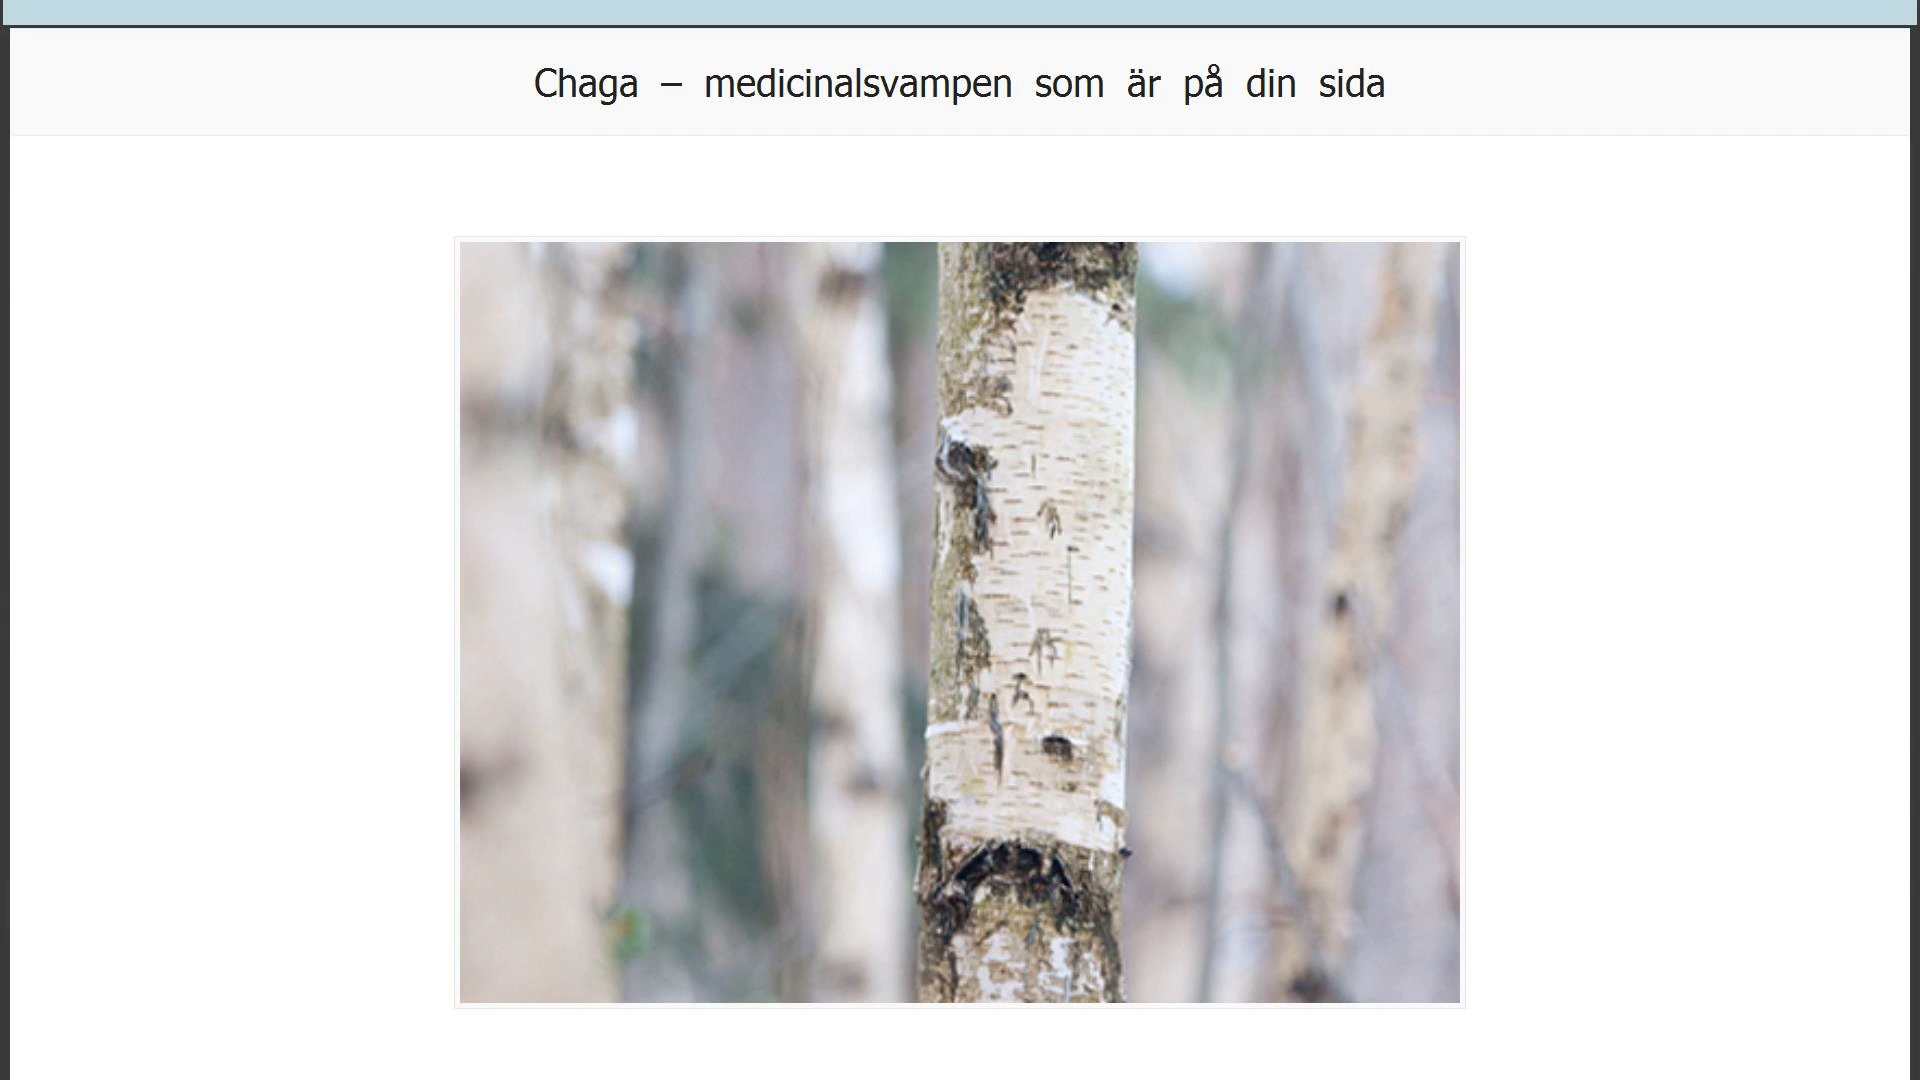 Chaga – medicinalsvampen som är på din sida